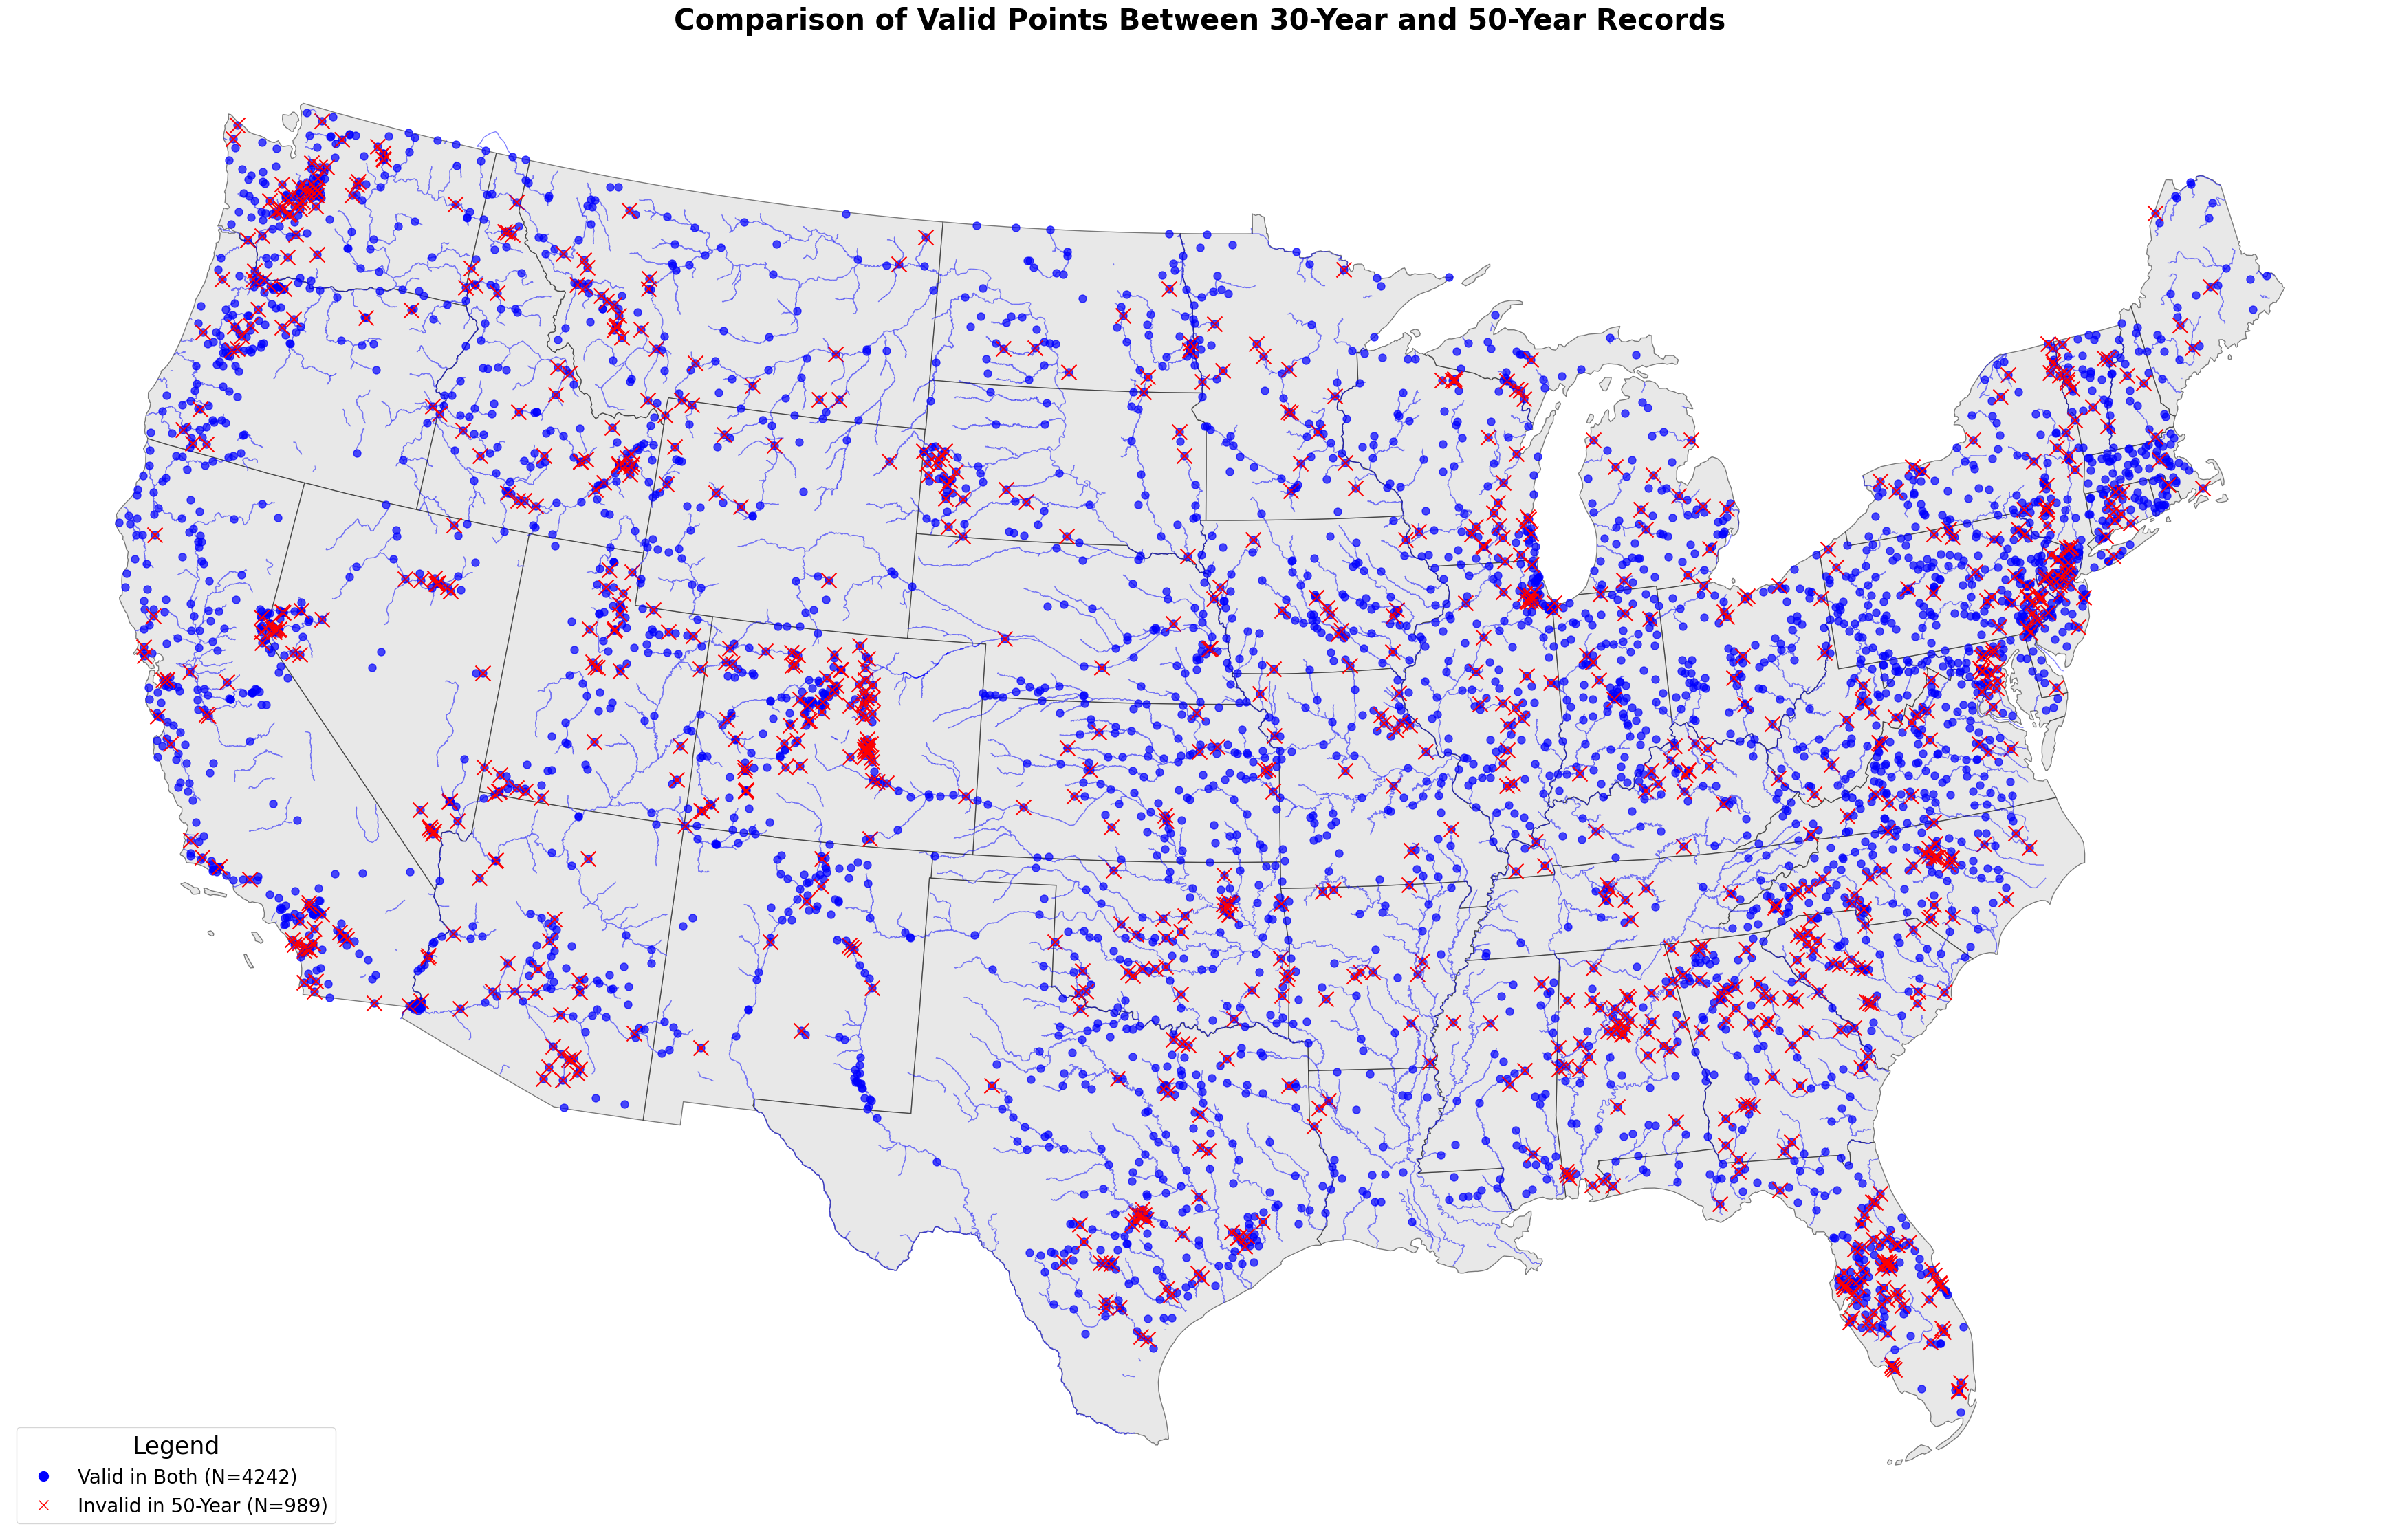 Comparison of Valid Points Between 30-Year and 50-Year Records
Legend
Valid in Both (N=4242)
Invalid in 50-Year (N=989)